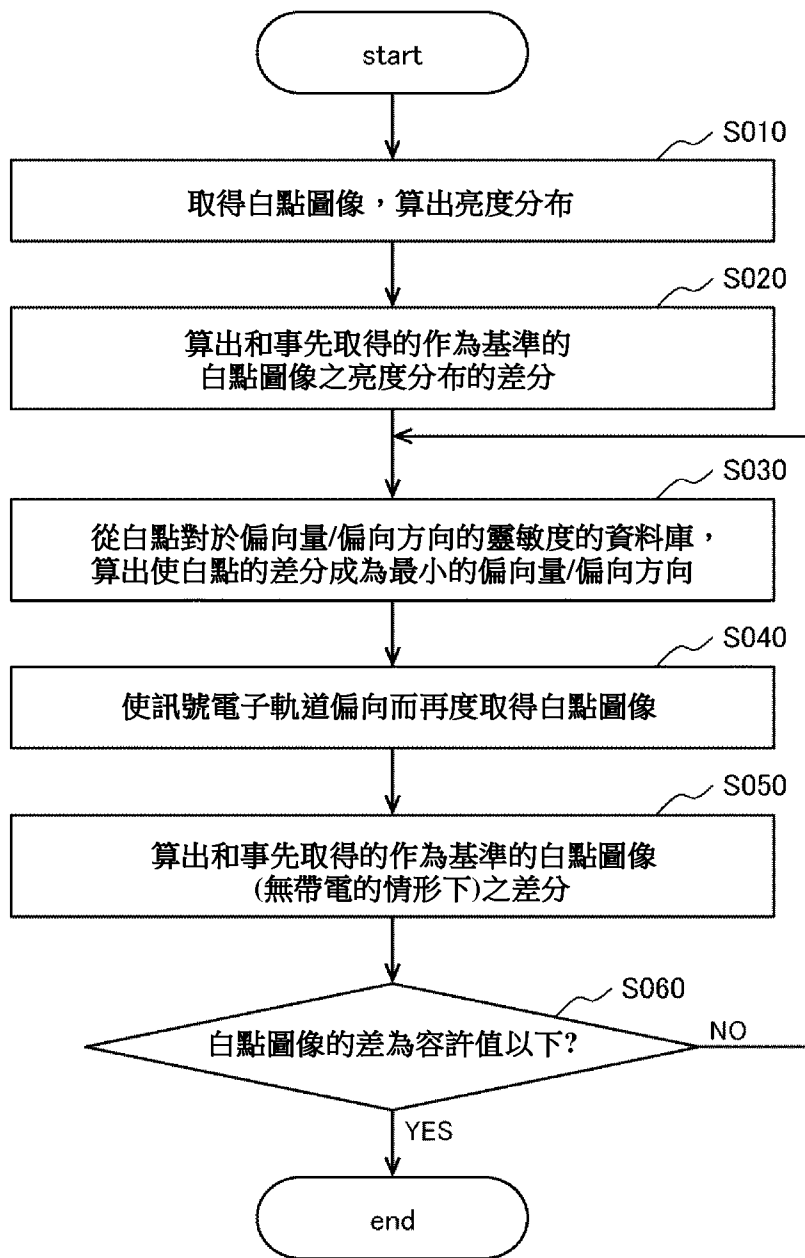 start
S010
取得白點圖像，算出亮度分布
S020
算出和事先取得的作為基準的
白點圖像之亮度分布的差分
S030
從白點對於偏向量/偏向方向的靈敏度的資料庫，
算出使白點的差分成為最小的偏向量/偏向方向
S040
使訊號電子軌道偏向而再度取得白點圖像
S050
算出和事先取得的作為基準的白點圖像
(無帶電的情形下)之差分
S060
白點圖像的差為容許值以下?
NO
YES
end